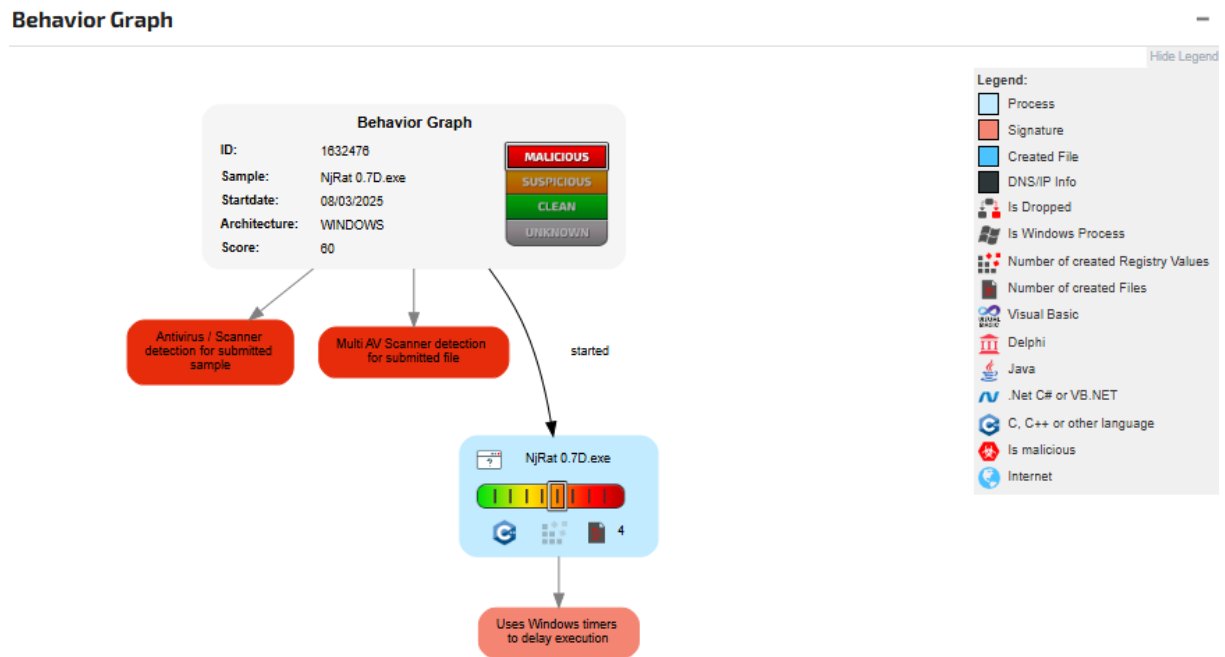 Behavior Graph
Hide Legend
Legend:
Process
Signature
Created File
DNS/IP Info
Is Dropped
Is Windows Process
Number of created Registry Values
Number of created Files
Visual Basic
Delphi
Java
.Net C# or VB.NET
C, C++ or other language
Is malicious
Internet
Behavior Graph
ID: 1632476
Sample: NjRat 0.7D.exe
Startdate: 08/03/2025
Architecture: WINDOWS
Score: 60
MALICIOUS
SUSPICIOUS
CLEAN
UNKNOWN
Antivirus / Scanner
detection for submitted
sample
Multi AV Scanner detection
for submitted file
started
NjRat 0.7D.exe
4
Uses Windows timers
to delay execution